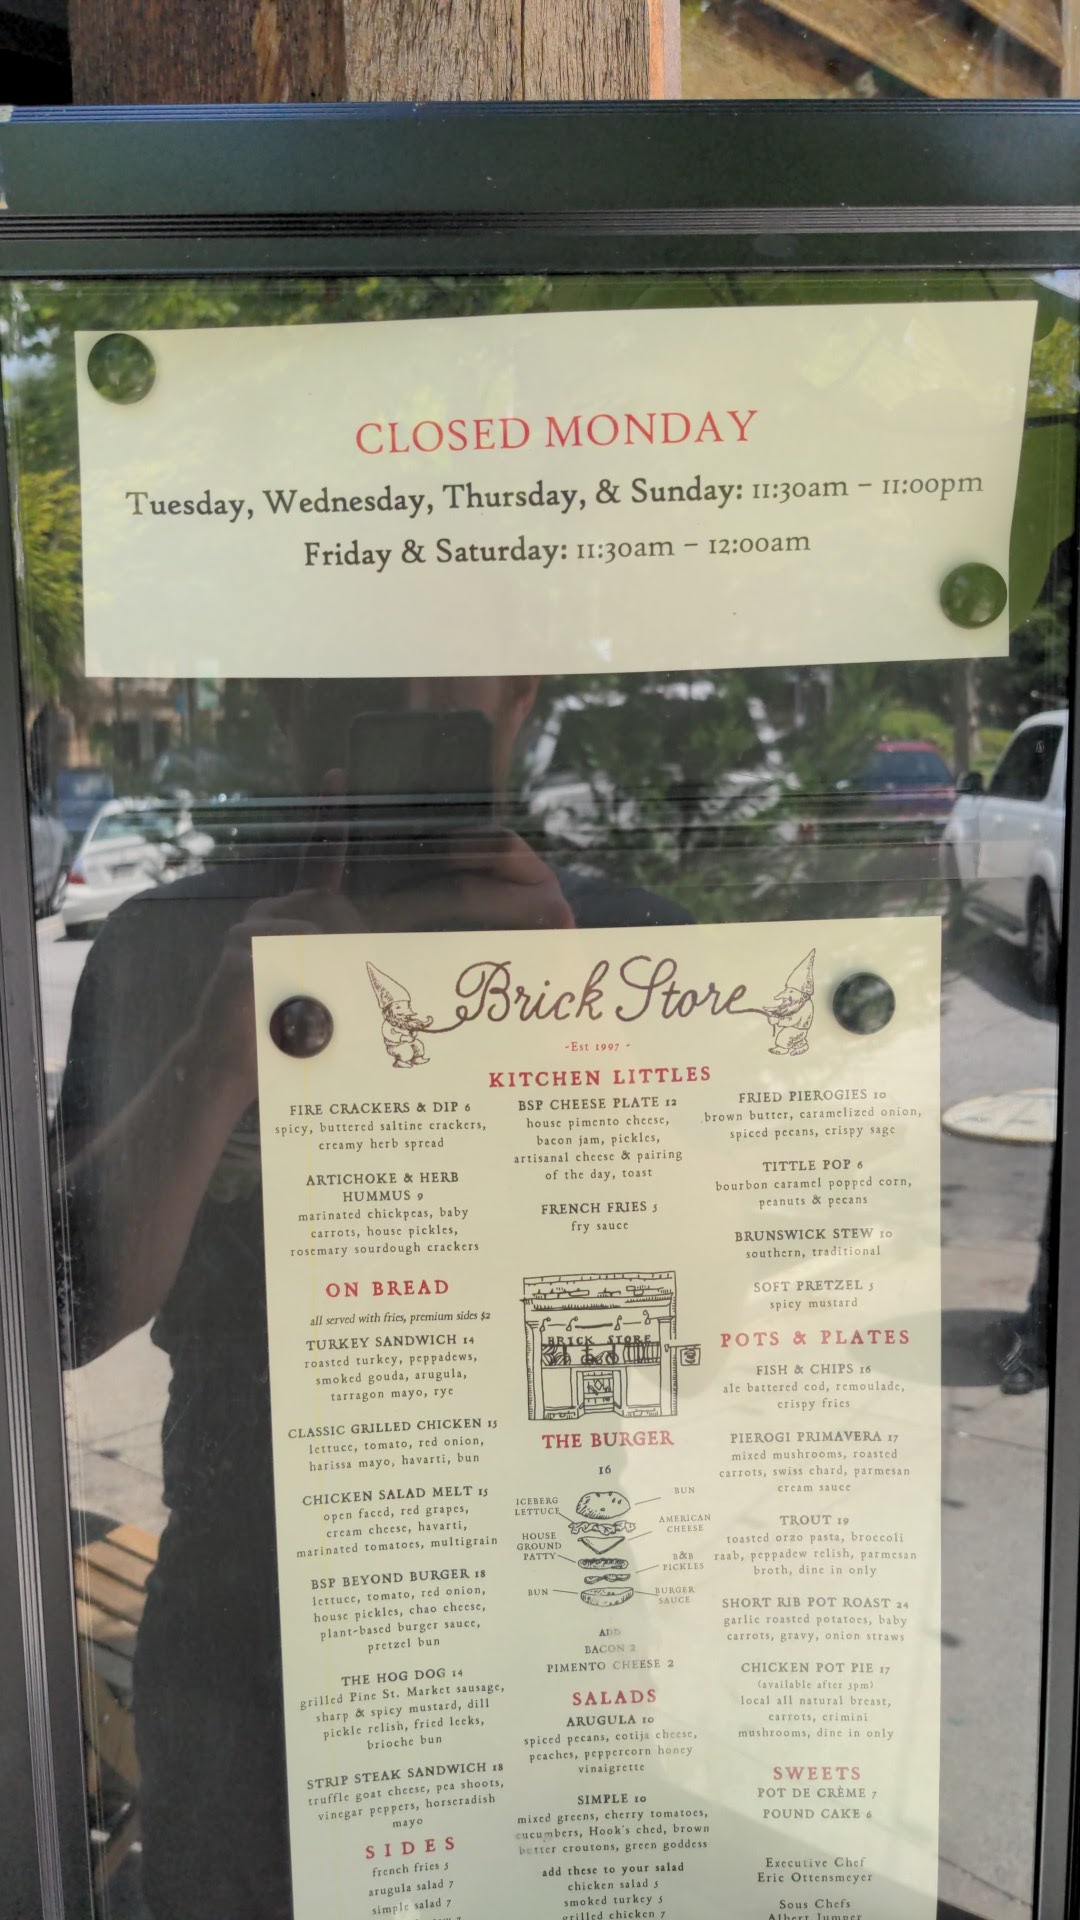 CLOSED MONDAY
Tuesday, Wednesday, Thursday, & Sunday: 11:30am – 11:00pm
Friday & Saturday: 11:30am – 12:00am
Brick Store
-Est 1997 -
KITCHEN LITTLES
FIRE CRACKERS & DIP 6
spicy, buttered saltine crackers,
creamy herb spread
ARTICHOKE & HERB
HUMMUS 9
marinated chickpeas, baby
carrots, house pickles,
rosemary sourdough crackers
BSP CHEESE PLATE 12
house pimento cheese,
bacon jam, pickles,
artisanal cheese & pairing
of the day, toast
FRENCH FRIES 5
fry sauce
FRIED PIEROGIES 10
brown butter, caramelized onion,
spiced pecans, crispy sage
TITTLE POP 6
bourbon caramel popped corn,
peanuts & pecans
BRUNSWICK STEW 10
southern, traditional
SOFT PRETZEL 5
spicy mustard
ON BREAD
all served with fries, premium sides $2
TURKEY SANDWICH 14
roasted turkey, peppadews,
smoked gouda, arugula,
tarragon mayo, rye
CLASSIC GRILLED CHICKEN 15
lettuce, tomato, red onion,
harissa mayo, havarti, bun
CHICKEN SALAD MELT 15
open faced, red grapes,
cream cheese, havarti,
marinated tomatoes, multigrain
BSP BEYOND BURGER 18
lettuce, tomato, red onion,
house pickles, chao cheese,
plant-based burger sauce,
pretzel bun
THE HOG DOG 14
grilled Pine St. Market sausage,
sharp & spicy mustard, dill
pickle relish, fried leeks,
brioche bun
STRIP STEAK SANDWICH 18
truffle goat cheese, pea shoots,
vinegar peppers, horseradish
mayo
SIDES
french fries 5
arugula salad 7
simple salad 7
BRICK STORE
THE BURGER
16
BUN
ICEBERG
LETTUCE
AMERICAN
CHEESE
HOUSE
GROUND
PATTY
B&B
PICKLES
BUN
BURGER
SAUCE
ADD
BACON 2
PIMENTO CHEESE 2
SALADS
ARUGULA 10
spiced pecans, cotija cheese,
peaches, peppercorn honey
vinaigrette
SIMPLE 10
mixed greens, cherry tomatoes,
cucumbers, Hook's ched, brown
butter croutons, green goddess
add these to your salad
chicken salad 5
smoked turkey 5
grilled chicken 7
POTS & PLATES
FISH & CHIPS 16
ale battered cod, remoulade,
crispy fries
PIEROGI PRIMAVERA 17
mixed mushrooms, roasted
carrots, swiss chard, parmesan
cream sauce
TROUT 19
toasted orzo pasta, broccoli
raab, peppadew relish, parmesan
broth, dine in only
SHORT RIB POT ROAST 24
garlic roasted potatoes, baby
carrots, gravy, onion straws
CHICKEN POT PIE 17
(available after 3pm)
local all natural breast,
carrots, crimini
mushrooms, dine in only
SWEETS
POT DE CRÈME 7
POUND CAKE 6
Executive Chef
Eric Ottensmeyer
Sous Chefs
Albert Jumper